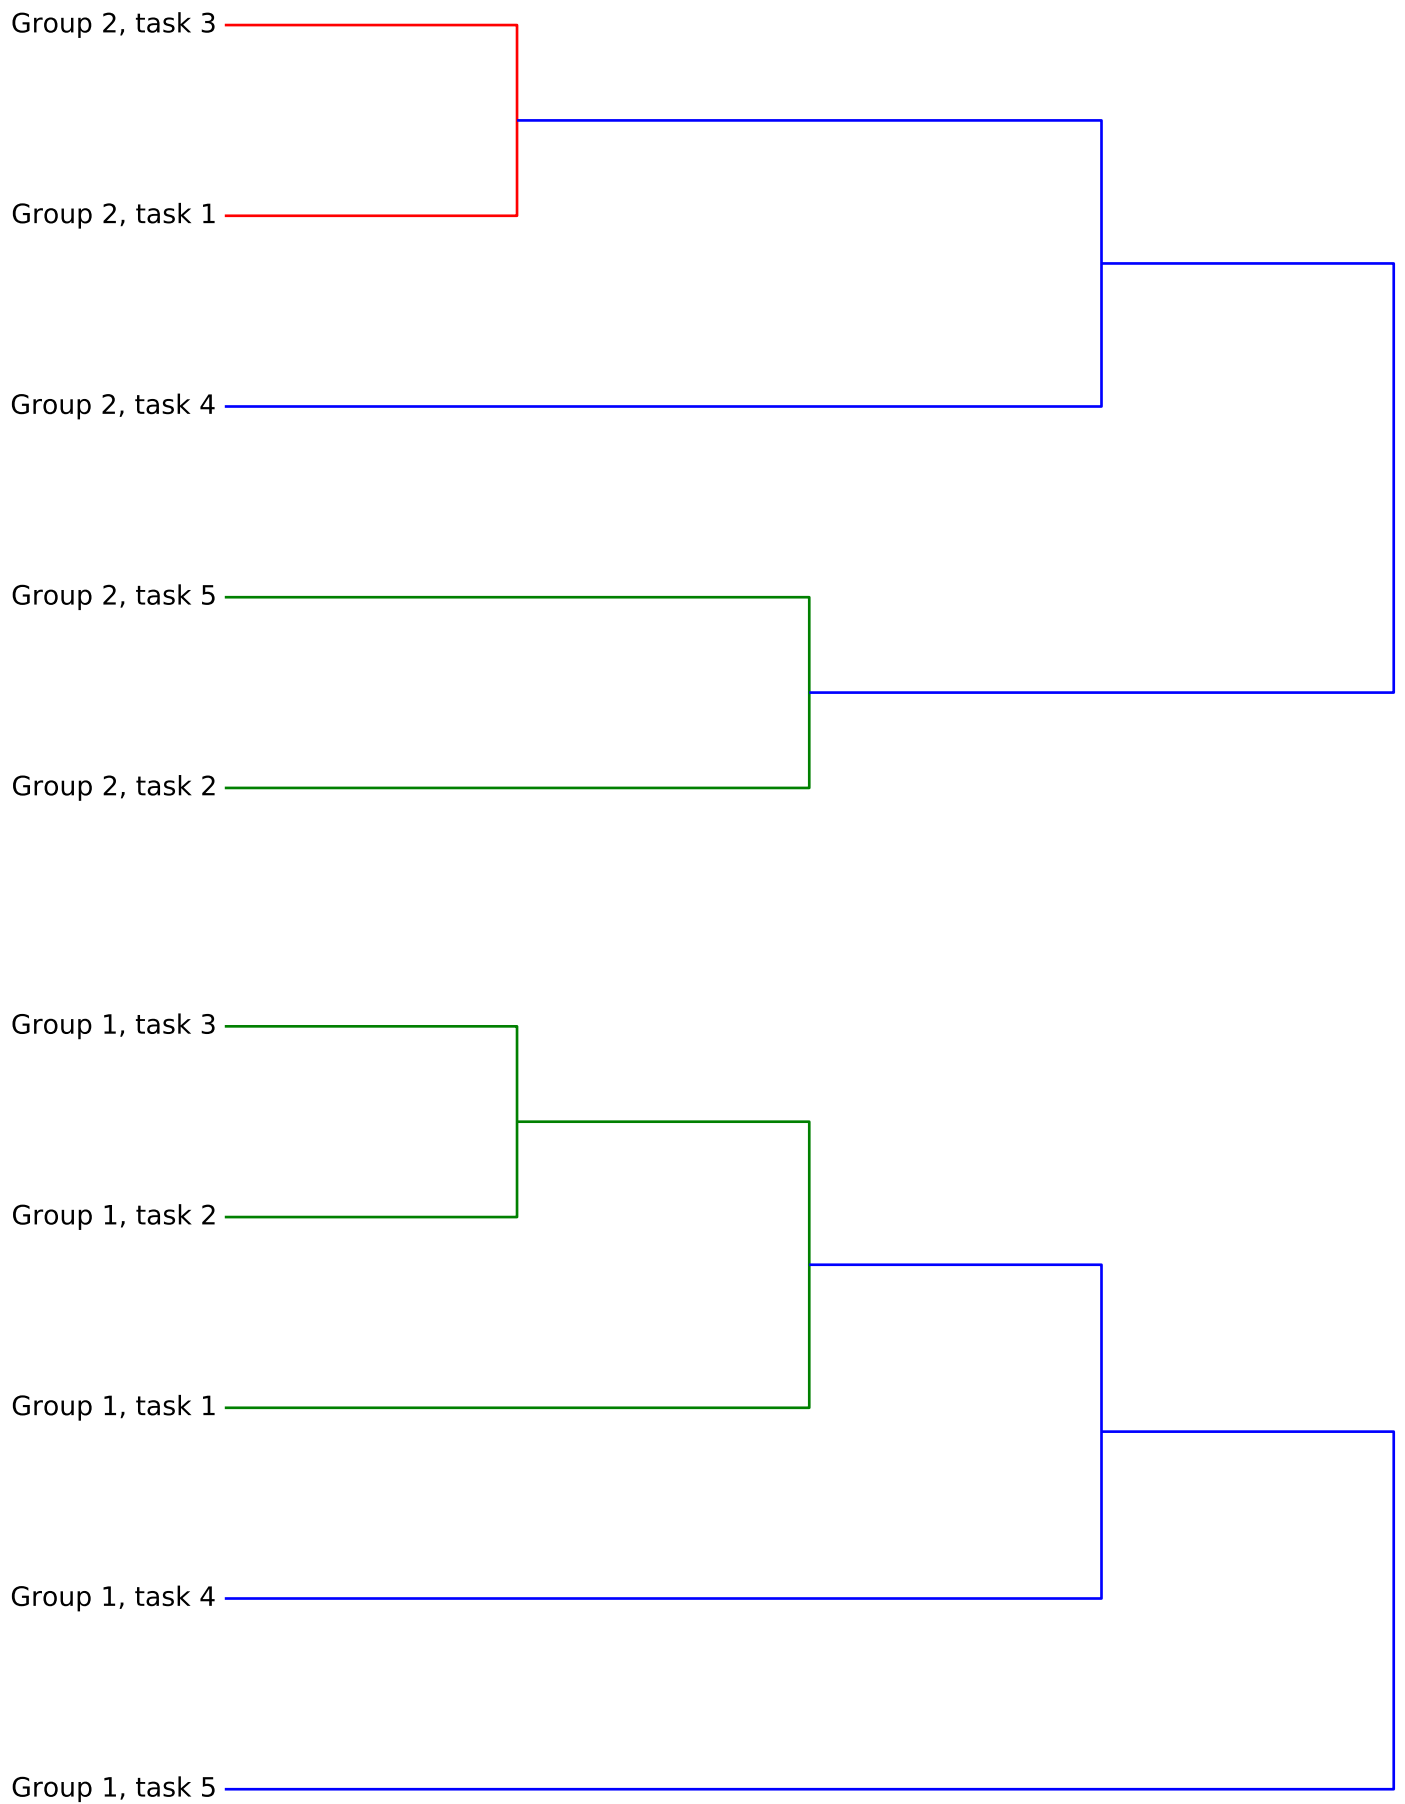 Group 2, task 3
Group 2, task 1
Group 2, task 4
Group 2, task 5
Group 2, task 2
Group 1, task 3
Group 1, task 2
Group 1, task 1
Group 1, task 4
Group 1, task 5